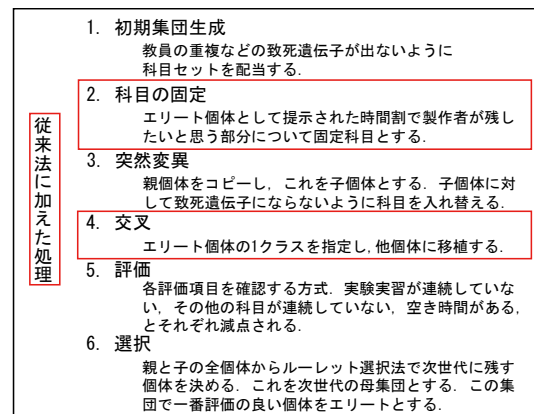 1. 初期集団生成
教員の重複などの致死遺伝子が出ないように
科目セットを配当する.
2. 科目の固定
エリート個体として提示された時間割で製作者が残し
たいと思う部分について固定科目とする.
3. 突然変異
親個体をコピーし, これを子個体とする. 子個体に対
して致死遺伝子にならないように科目を入れ替える.
4. 交叉
エリート個体の1クラスを指定し, 他個体に移植する.
5. 評価
各評価項目を確認する方式. 実験実習が連続していな
い, その他の科目が連続していない, 空き時間がある,
とそれぞれ減点される.
6. 選択
親と子の全個体からルーレット選択法で次世代に残す
個体を決める. これを次世代の母集団とする. この集
団で一番評価の良い個体をエリートとする.
従来法に加えた処理